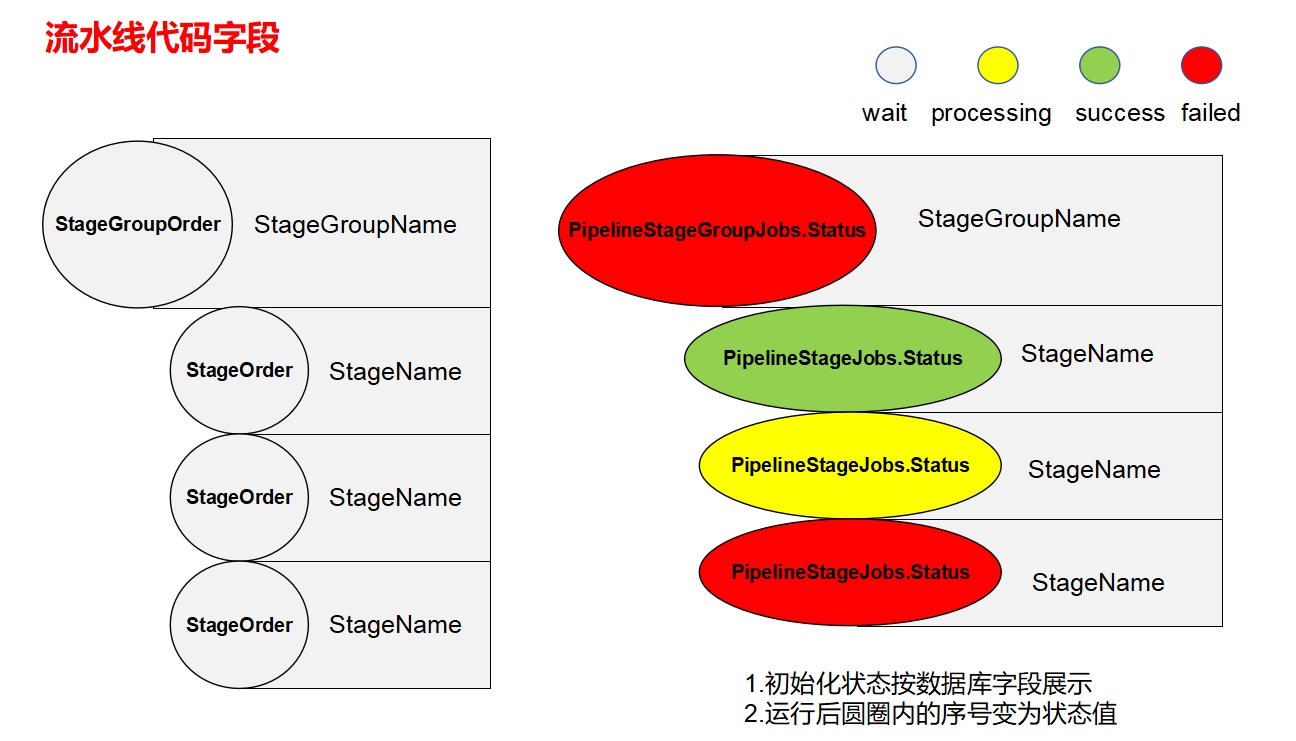 流水线代码字段
wait processing success failed
StageGroupOrder StageGroupName
StageOrder StageName
StageOrder StageName
StageOrder StageName
PipelineStageGroupJobs.Status StageGroupName
PipelineStageJobs.Status StageName
PipelineStageJobs.Status StageName
PipelineStageJobs.Status StageName
1.初始化状态按数据库字段展示
2.运行后圆圈内的序号变为状态值